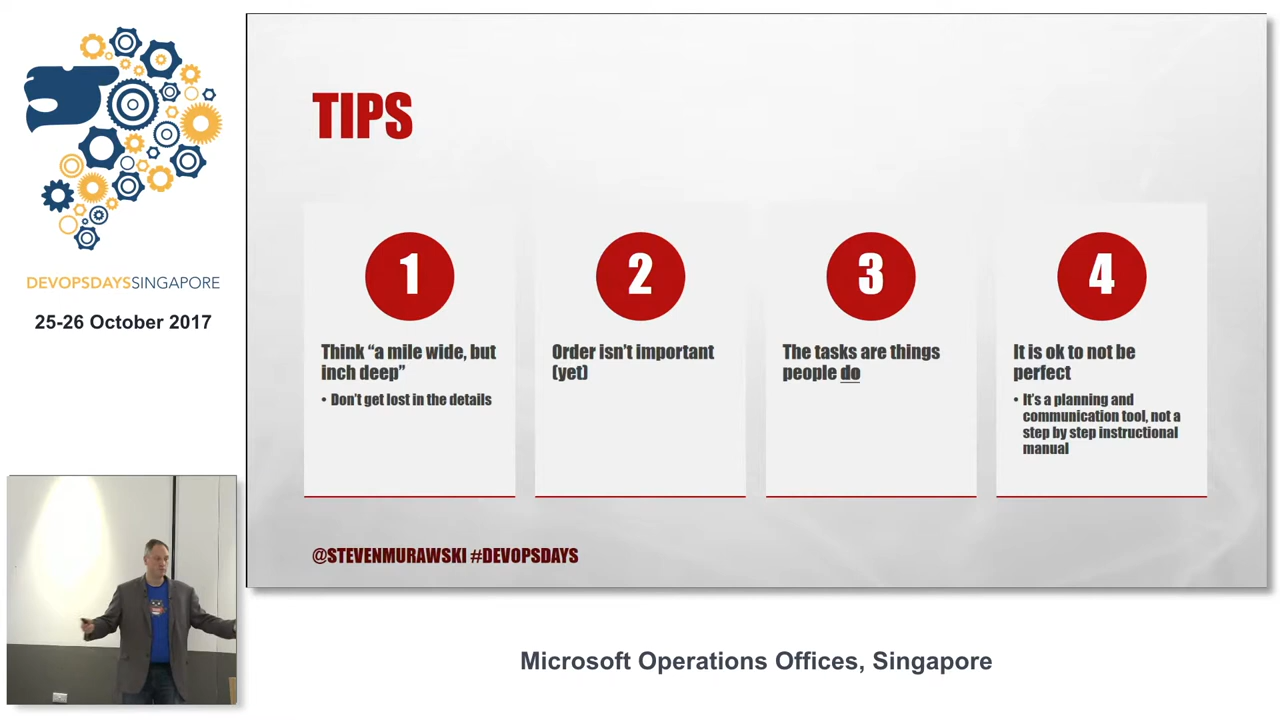 DEVOPSDAYSSINGAPORE
25-26 October 2017
TIPS
1
Think “a mile wide, but
inch deep”
• Don’t get lost in the details
2
Order isn’t important
(yet)
3
The tasks are things
people do
4
It is ok to not be
perfect
• It’s a planning and
communication tool, not a
step by step instructional
manual
@STEVENMURAWSKI #DEVOPSDAYS
Microsoft Operations Offices, Singapore